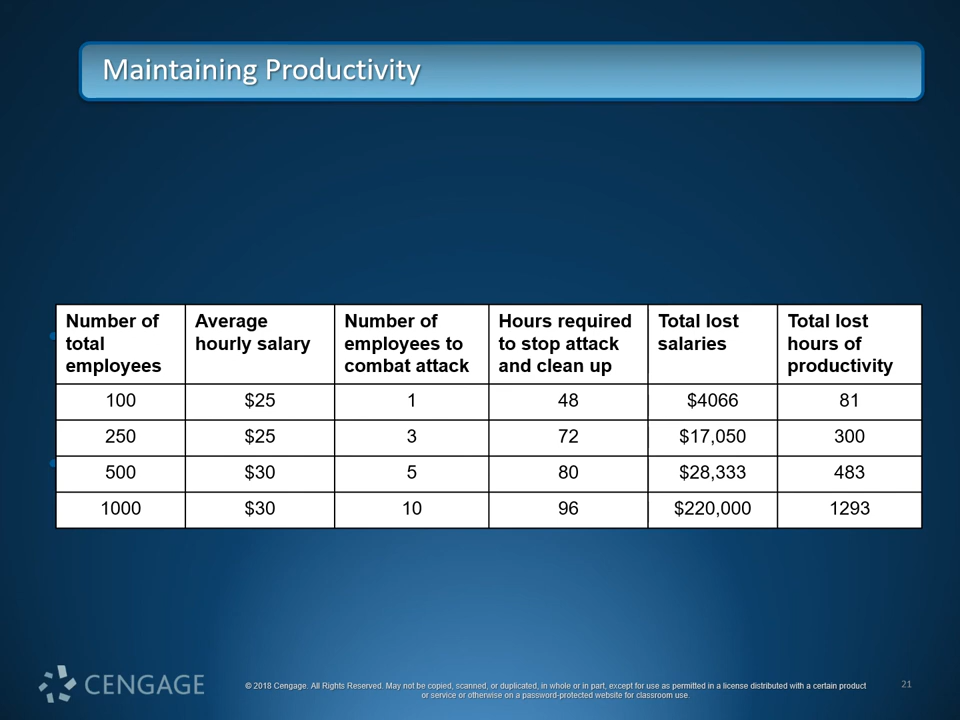 Maintaining Productivity
Number of total employees Average hourly salary Number of employees to combat attack Hours required to stop attack and clean up Total lost salaries Total lost hours of productivity
100 $25 1 48 $4066 81
250 $25 3 72 $17,050 300
500 $30 5 80 $28,333 483
1000 $30 10 96 $220,000 1293
CENGAGE
© 2018 Cengage. All Rights Reserved. May not be copied, scanned, or duplicated, in whole or in part, except for use as permitted in a license distributed with a certain product
or service or otherwise on a password-protected website for classroom use.
21